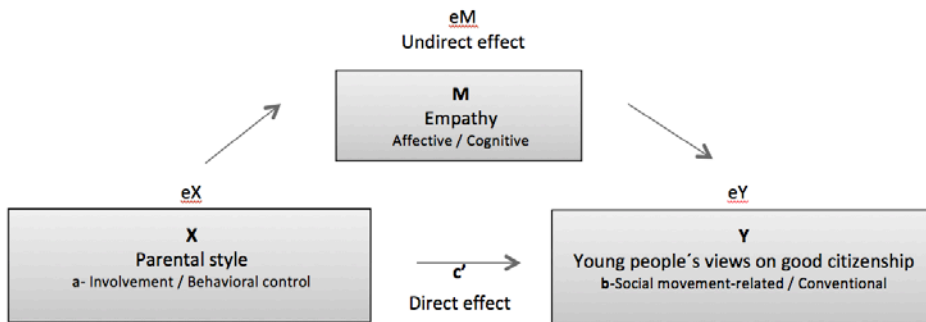 eM
Undirect effect
M
Empathy
Affective / Cognitive
eX
X
Parental style
a- Involvement / Behavioral control
c'
Direct effect
eY
Y
Young people´s views on good citizenship
b-Social movement-related / Conventional